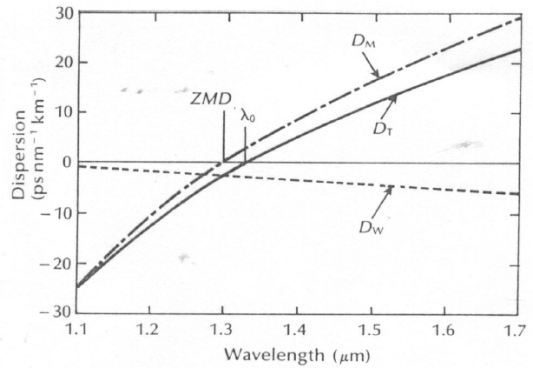 30
20
10
0
−10
−20
−30
Dispersion
(ps nm⁻¹ km⁻¹)
ZMD
λ₀
D_M
D_T
D_W
1.1
1.2
1.3
1.4
1.5
1.6
1.7
Wavelength (μm)